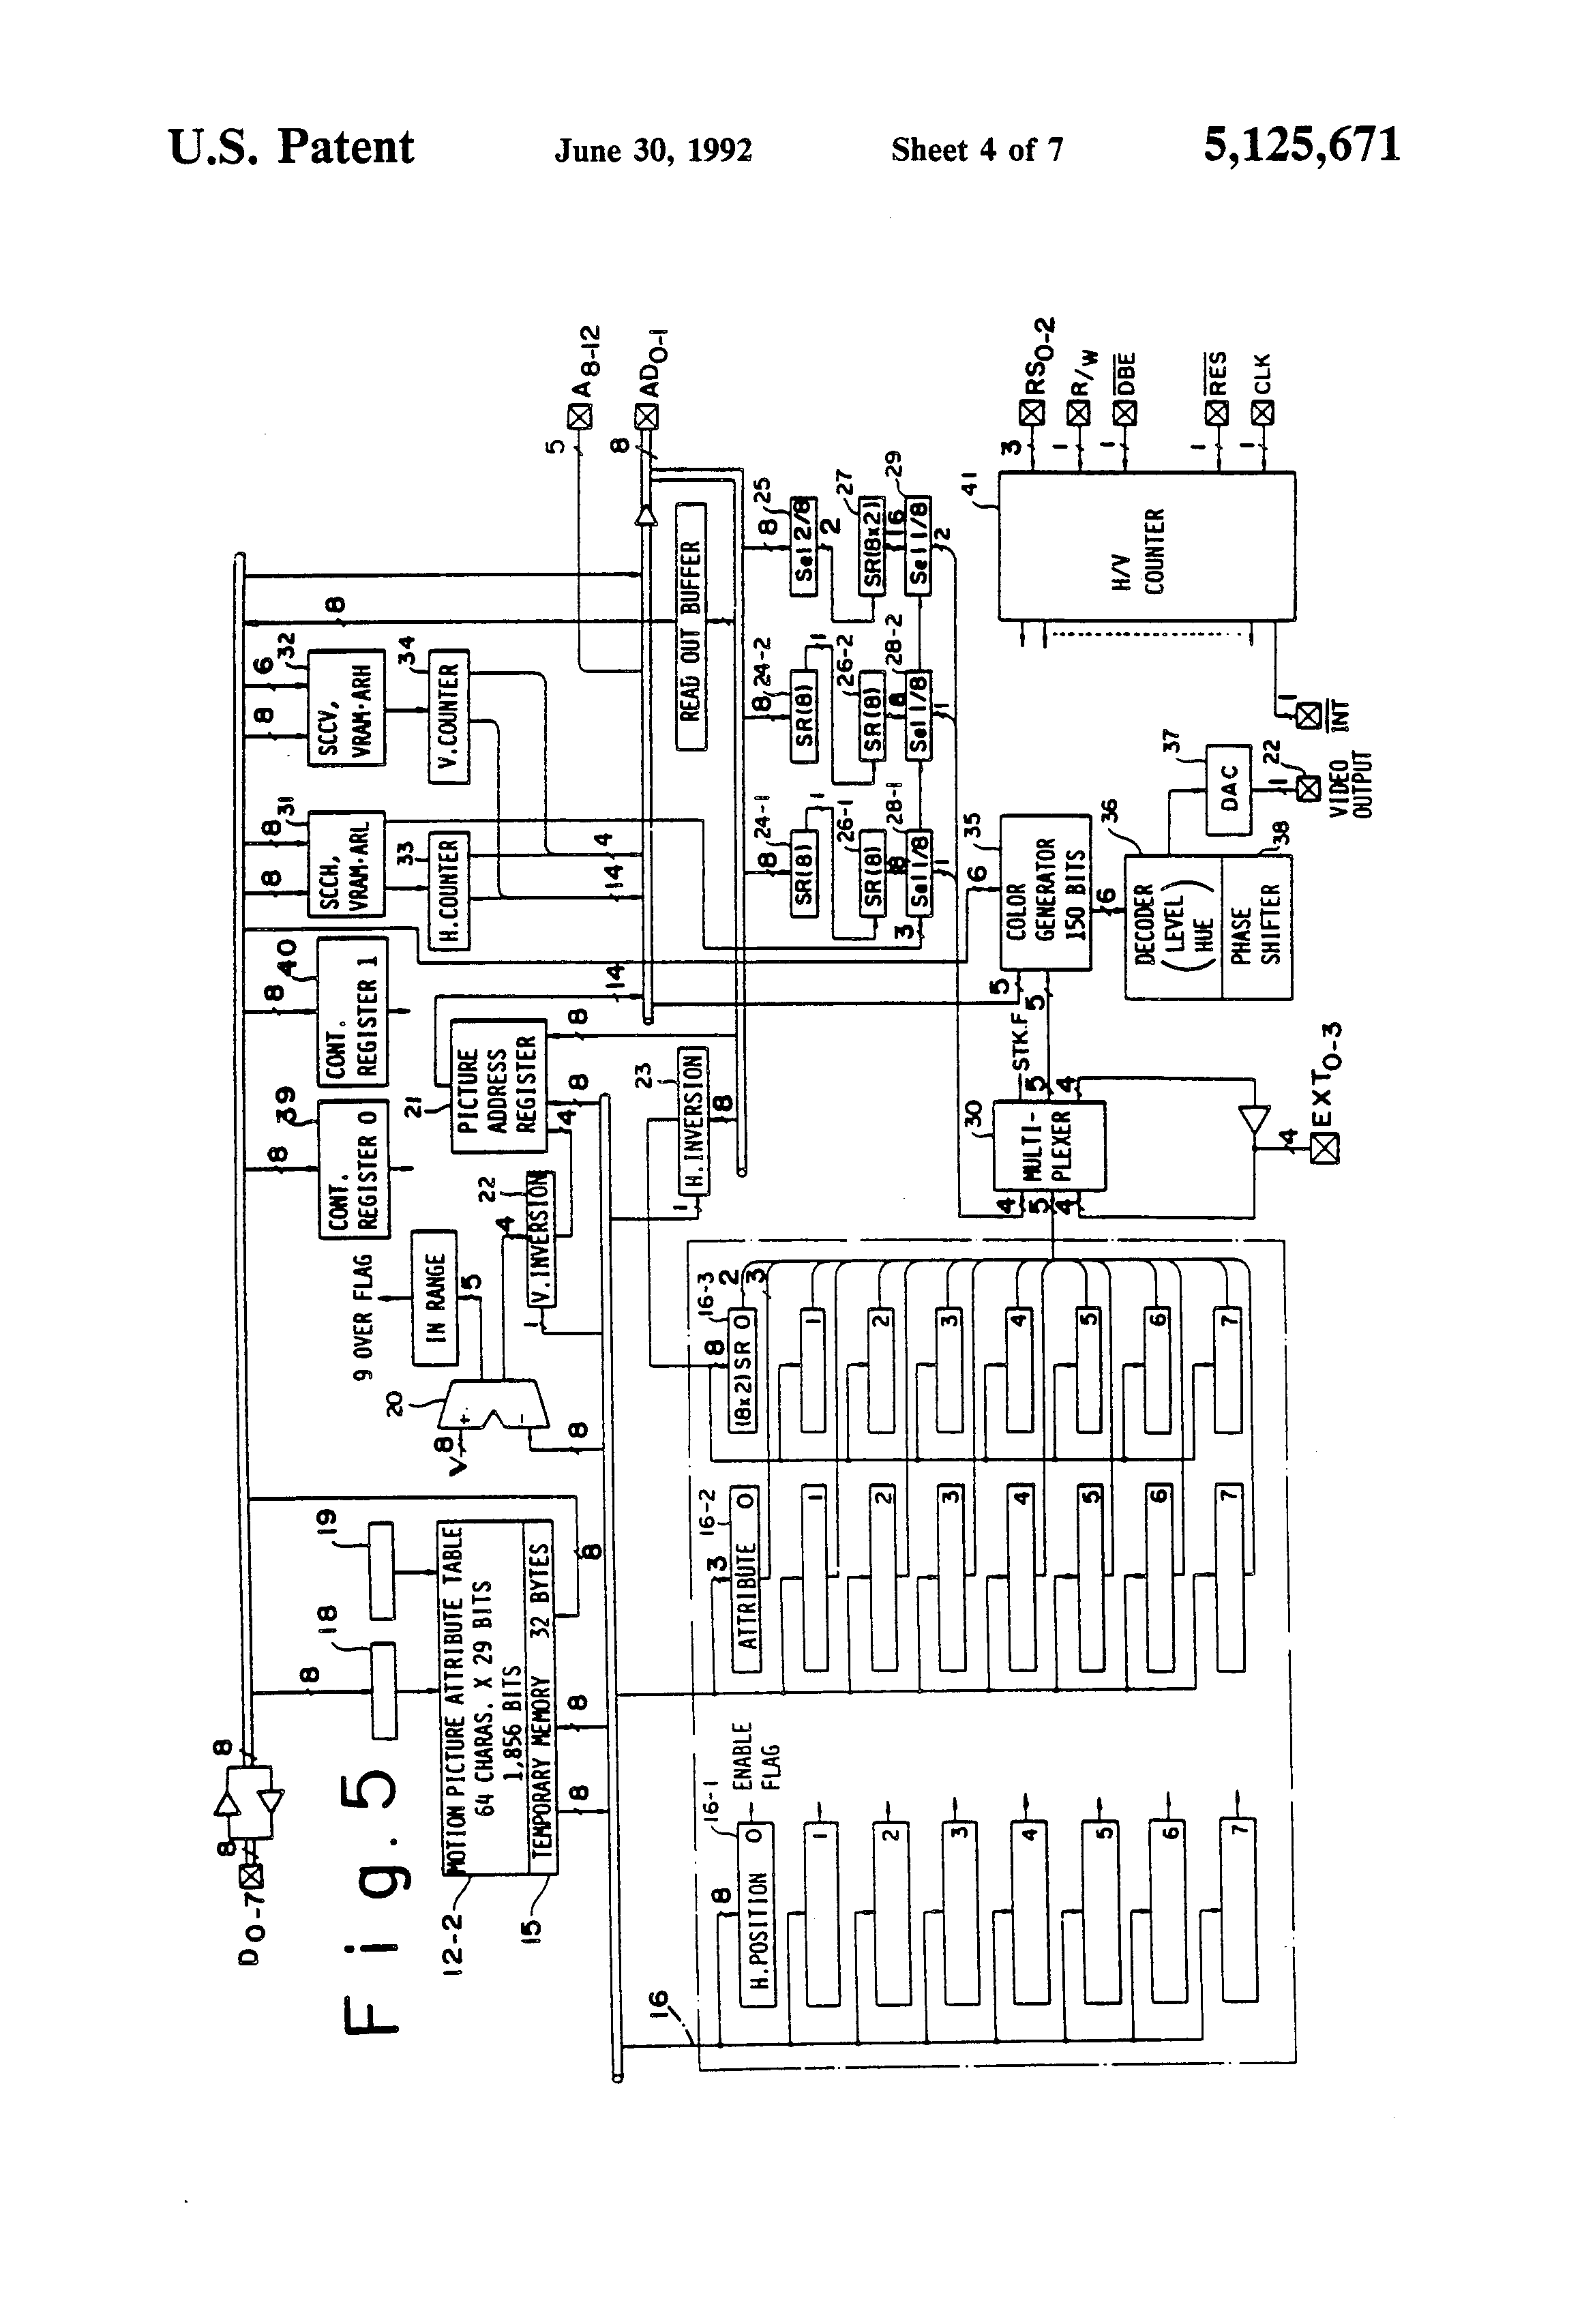 U.S. Patent June 30, 1992 Sheet 4 of 7 5,125,671
Fig. 5
D0-7
8
8
8
18
19
12-2
MOTION PICTURE ATTRIBUTE TABLE
64 CHARAS. X 29 BITS
1,856 BITS
15
TEMPORARY MEMORY 32 BYTES
8
8
8
V
8
+
-
8
20
9 OVER FLAG
IN RANGE
5
4
22
V. INVERSION
1
4
8
8
39
CONT.
REGISTER 0
8
40
CONT.
REGISTER 1
8
21
PICTURE
ADDRESS
REGISTER
14
8
8
31
SCCH,
VRAM·ARL
33
H.COUNTER
8
6
32
SCCV,
VRAM·ARH
34
V.COUNTER
14
4
8
5
A8-12
8
AD0-1
READ OUT BUFFER
23
H.INVERSION
1
8
8
24-1
SR(8)
1
26-1
SR(8)
8
28-1
3
Sel 1/8
1
8
24-2
SR(8)
1
26-2
SR(8)
8
28-2
Sel 1/8
1
8
25
Sel 2/8
2
27
SR(8x2)
16
29
Sel 1/8
2
16
16-1
8
H.POSITION 0
ENABLE
FLAG
1
2
3
4
5
6
7
16-2
3
ATTRIBUTE 0
1
2
3
4
5
6
7
16-3
8
(8x2)SR 0
2
3
1
2
3
4
5
6
7
30
MULTI-
PLEXER
4
5
4
STK.F
5
4
4
EXT0-3
5
5
6
35
COLOR
GENERATOR
150 BITS
6
36
DECODER
(LEVEL
HUE)
PHASE
SHIFTER
38
37
DAC
1
22
VIDEO
OUTPUT
1
INT
41
H/V
COUNTER
3
RS0-2
1
R/W
1
DBE
1
RES
1
CLK